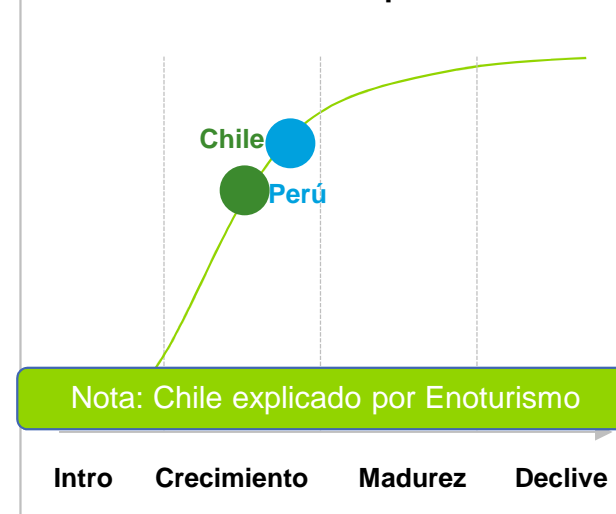 Chile
Perú
Nota: Chile explicado por Enoturismo
Intro Crecimiento Madurez Declive